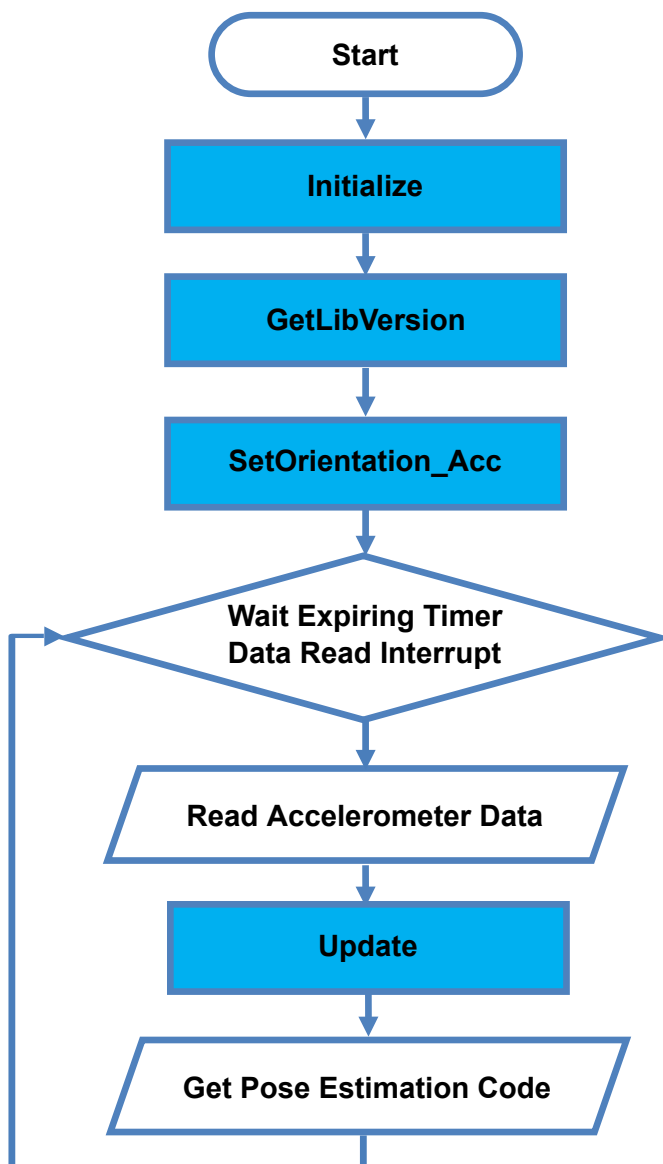 Start
Initialize
GetLibVersion
SetOrientation_Acc
Wait Expiring Timer
Data Read Interrupt
Read Accelerometer Data
Update
Get Pose Estimation Code